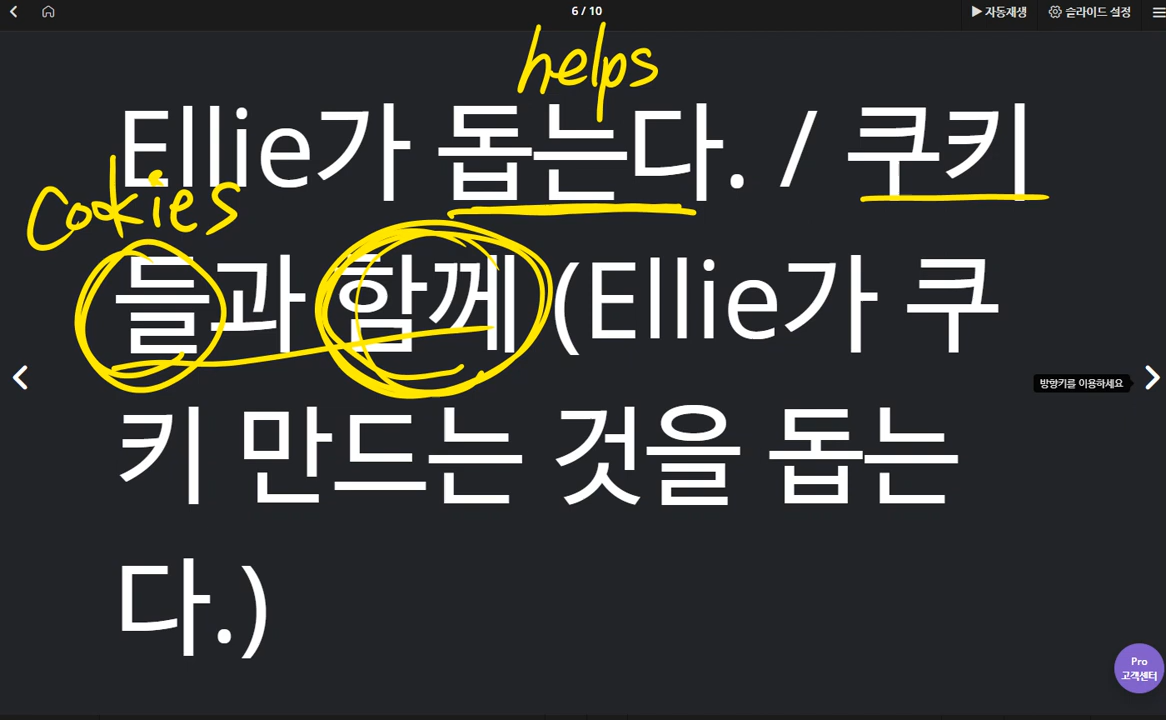 6 / 10
자동재생
슬라이드 설정
helps
Ellie가 돕는다. / 쿠키
cookies
들과 함께 (Ellie가 쿠
방향키를 이용하세요
키 만드는 것을 돕는
다.)
Pro
고객센터